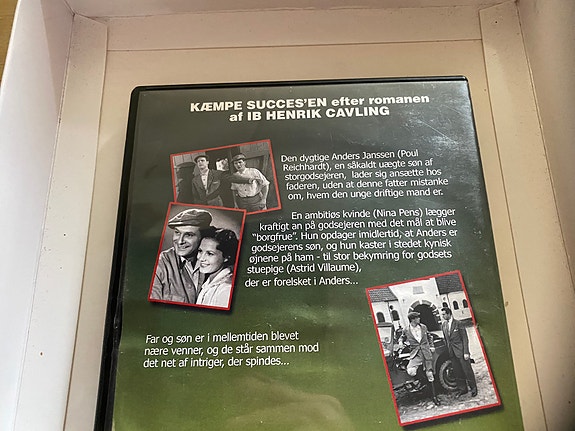 KÆMPE SUCCES'EN efter romanen
af IB HENRIK CAVLING
Den dygtige Anders Janssen (Poul
Reichhardt), en såkaldt uægte søn af
storgodsejeren, lader sig ansætte hos
faderen, uden at denne fatter mistanke
om, hvem den unge driftige mand er.
En ambitiøs kvinde (Nina Pens) lægger
kraftigt an på godsejeren med det mål at blive
"borgfrue". Hun opdager imidlertid, at Anders er
godsejerens søn, og hun kaster i stedet kynisk
øjnene på ham - til stor bekymring for godsets
stuepige (Astrid Villaume),
der er forelsket i Anders...
Far og søn er i mellemtiden blevet
nære venner, og de står sammen mod
det net af intriger, der spindes...